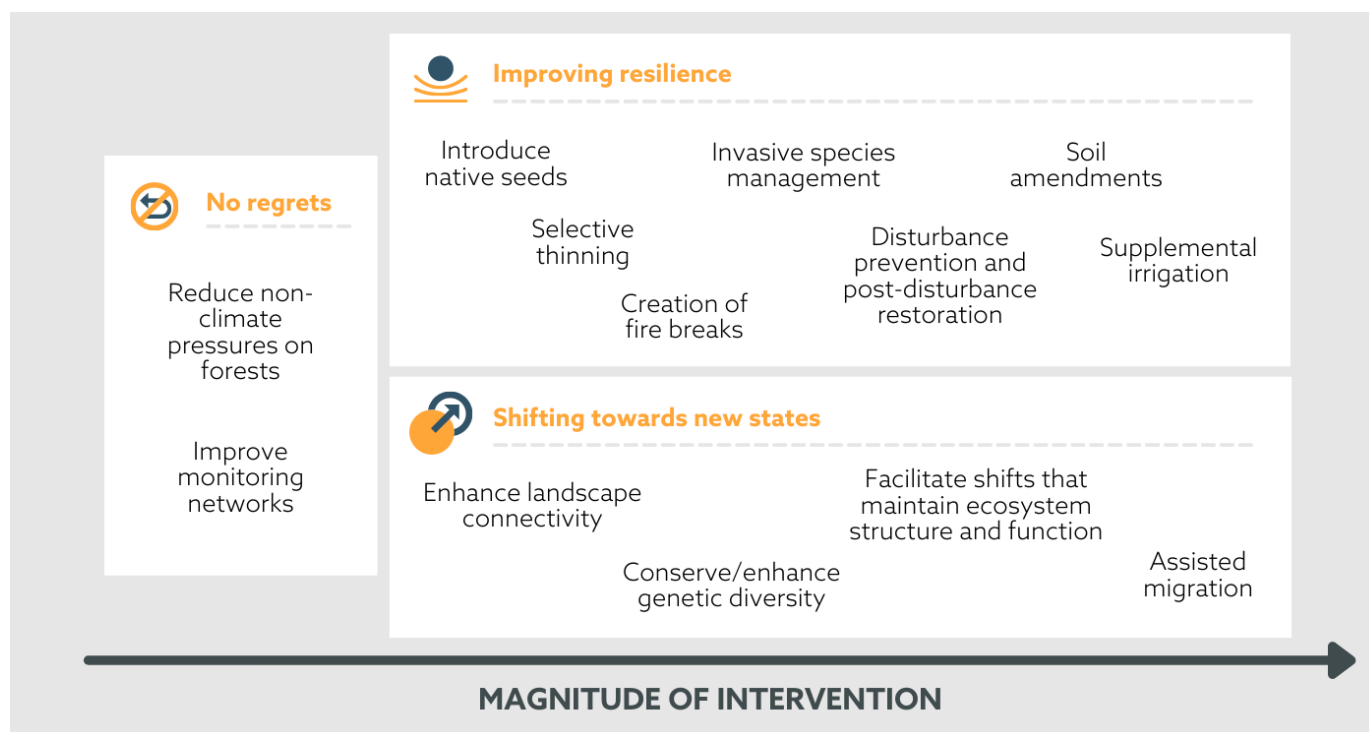 No regrets
Reduce non-
climate
pressures on
forests
Improve
monitoring
networks
Improving resilience
Introduce
native seeds
Invasive species
management
Soil
amendments
Selective
thinning
Disturbance
prevention and
post-disturbance
restoration
Supplemental
irrigation
Creation of
fire breaks
Shifting towards new states
Enhance landscape
connectivity
Facilitate shifts that
maintain ecosystem
structure and function
Conserve/enhance
genetic diversity
Assisted
migration
MAGNITUDE OF INTERVENTION